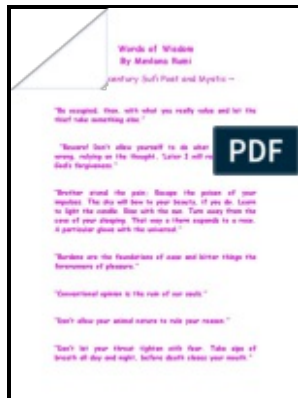 Words of Wisdom
By Mevlana Rumi
century Sufi Poet and Mystic ~
"Be occupied, then, with what you really value and let the
thief take something else."
"Beware! Don't allow yourself to do what
wrong, relying on the thought, "Later I will
God's forgiveness."
PDF
"Brother stand the pain; Escape the poison of your
impulses. The sky will bow to your beauty, if you do. Learn
to light the candle. Rise with the sun. Turn away from the
cave of your sleeping. That way a thorn expands to a rose.
A particular glows with the universal."
"Burdens are the foundations of ease and bitter things the
forerunners of pleasure."
"Conventional opinion is the ruin of our souls."
"Don't allow your animal nature to rule your reason."
"Don't let your throat tighten with fear. Take sips of
breath all day and night, before death closes your mouth."